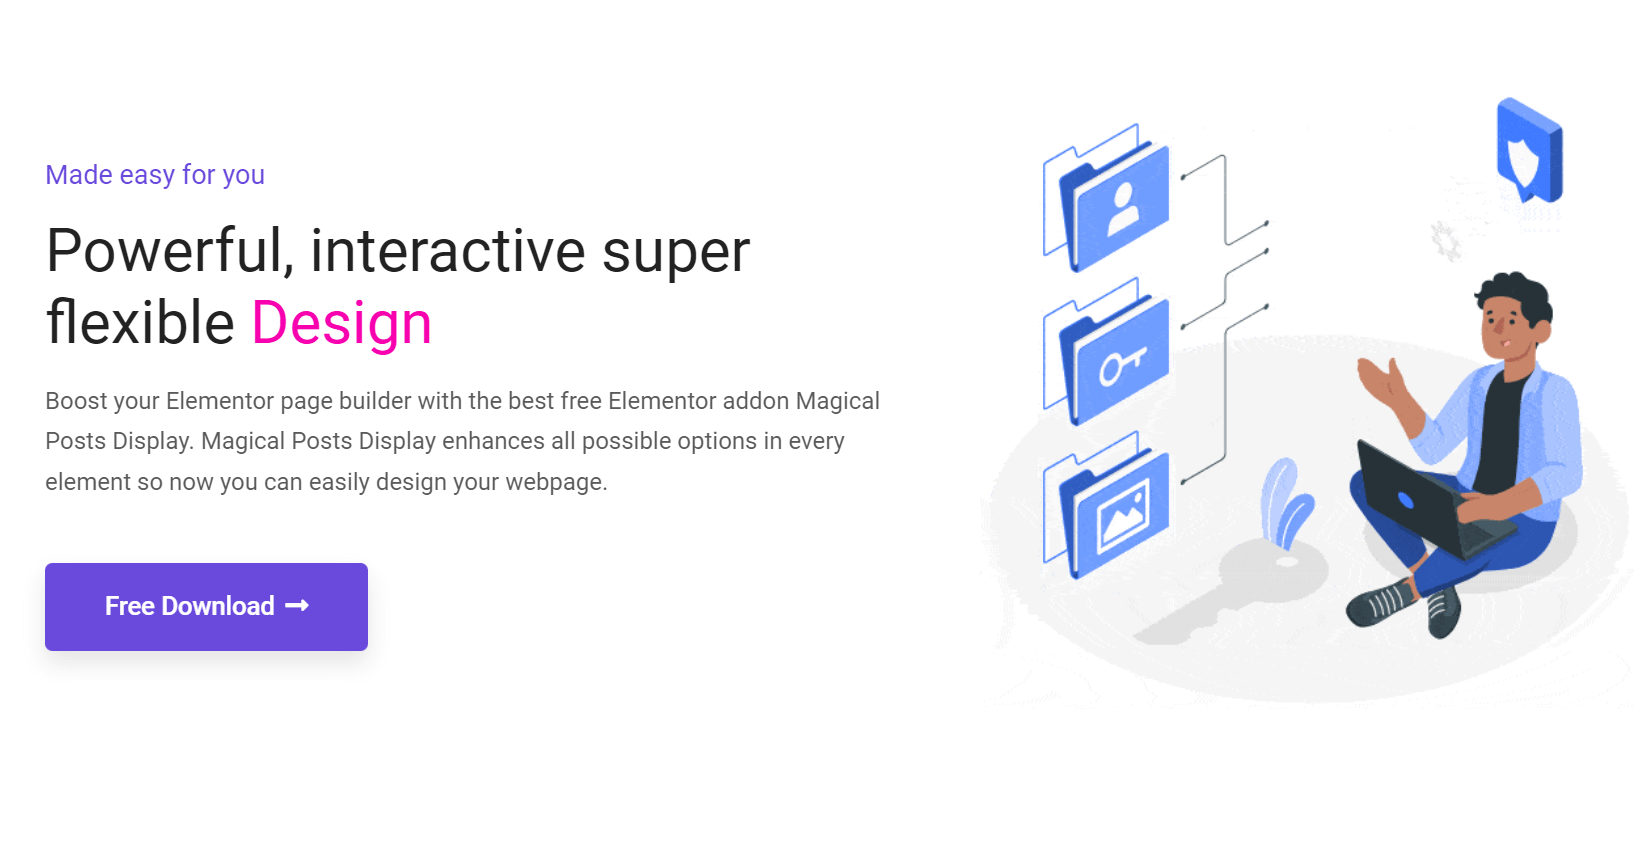 Made easy for you
Powerful, interactive super
flexible Design
Boost your Elementor page builder with the best free Elementor addon Magical
Posts Display. Magical Posts Display enhances all possible options in every
element so now you can easily design your webpage.
Free Download